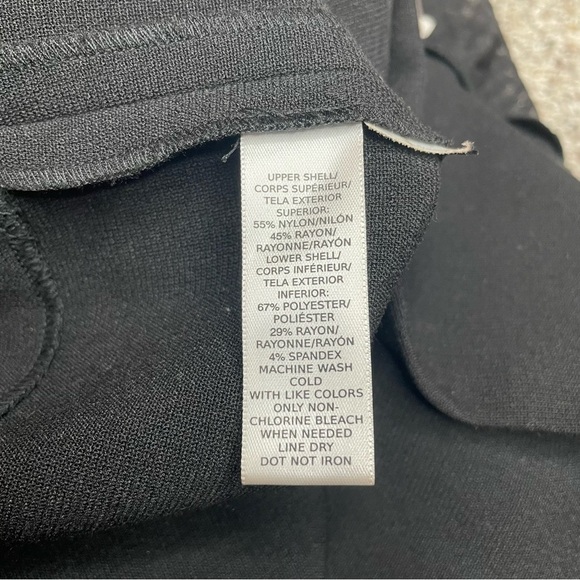 UPPER SHELL/
CORPS SUPÉRIEUR/
TELA EXTERIOR
SUPERIOR:
55% NYLON/NILÓN
45% RAYON/
RAYONNE/RAYÓN
LOWER SHELL/
CORPS INFÉRIEUR/
TELA EXTERIOR
INFERIOR:
67% POLYESTER/
POLIÉSTER
29% RAYON/
RAYONNE/RAYÓN
4% SPANDEX
MACHINE WASH
COLD
WITH LIKE COLORS
ONLY NON-
CHLORINE BLEACH
WHEN NEEDED
LINE DRY
DOT NOT IRON